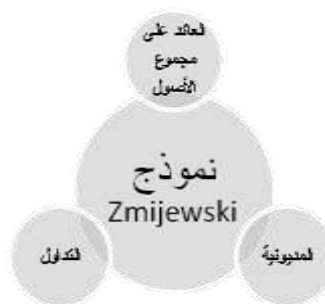 العائد على
مجموع
الأصول
نموذج
Zmijewski
المديونية
التداول